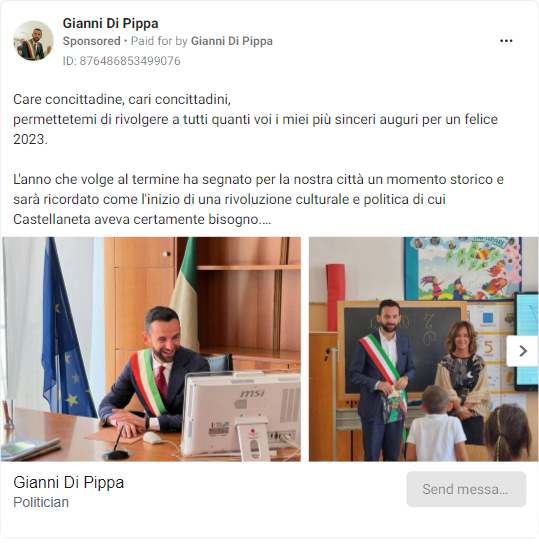 Gianni Di Pippa
Sponsored • Paid for by Gianni Di Pippa
ID: 876486853499076
Care concittadine, cari concittadini,
permettetemi di rivolgere a tutti quanti voi i miei più sinceri auguri per un felice
2023.
L'anno che volge al termine ha segnato per la nostra città un momento storico e
sarà ricordato come l'inizio di una rivoluzione culturale e politica di cui
Castellaneta aveva certamente bisogno....
msi
5
Gianni Di Pippa
Politician
Send messa...